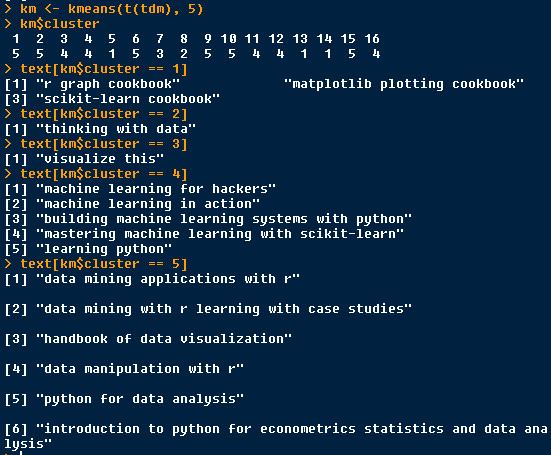 > km <- kmeans(t(tdm), 5)
> km$cluster
1 2 3 4 5 6 7 8 9 10 11 12 13 14 15 16
5 5 4 4 1 5 3 2 5 5 4 4 1 1 5 4
> text[km$cluster == 1]
[1] "r graph cookbook" "matplotlib plotting cookbook"
[3] "scikit-learn cookbook"
> text[km$cluster == 2]
[1] "thinking with data"
> text[km$cluster == 3]
[1] "visualize this"
> text[km$cluster == 4]
[1] "machine learning for hackers"
[2] "machine learning in action"
[3] "building machine learning systems with python"
[4] "mastering machine learning with scikit-learn"
[5] "learning python"
> text[km$cluster == 5]
[1] "data mining applications with r"
[2] "data mining with r learning with case studies"
[3] "handbook of data visualization"
[4] "data manipulation with r"
[5] "python for data analysis"
[6] "introduction to python for econometrics statistics and data ana
lysis"